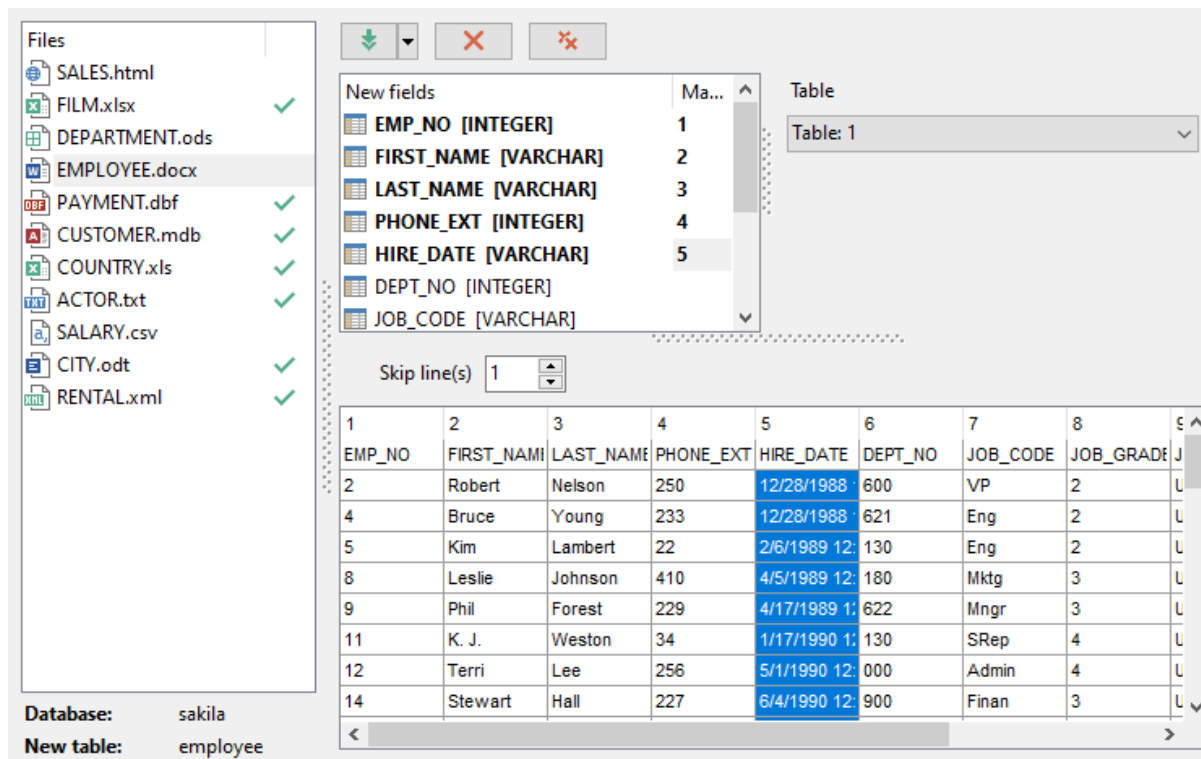 Files
SALES.html
FILM.xlsx
DEPARTMENT.ods
EMPLOYEE.docx
PAYMENT.dbf
CUSTOMER.mdb
COUNTRY.xls
ACTOR.txt
SALARY.csv
CITY.odt
RENTAL.xml
Database: sakila
New table: employee
New fields Ma...
EMP_NO [INTEGER] 1
FIRST_NAME [VARCHAR] 2
LAST_NAME [VARCHAR] 3
PHONE_EXT [INTEGER] 4
HIRE_DATE [VARCHAR] 5
DEPT_NO [INTEGER]
JOB_CODE [VARCHAR]
Table
Table: 1
Skip line(s) 1
1 2 3 4 5 6 7 8 9
EMP_NO FIRST_NAME LAST_NAME PHONE_EXT HIRE_DATE DEPT_NO JOB_CODE JOB_GRADE J
2 Robert Nelson 250 12/28/1988 600 VP 2 U
4 Bruce Young 233 12/28/1988 621 Eng 2 U
5 Kim Lambert 22 2/6/1989 12: 130 Eng 2 U
8 Leslie Johnson 410 4/5/1989 12: 180 Mktg 3 U
9 Phil Forest 229 4/17/1989 12 622 Mngr 3 U
11 K. J. Weston 34 1/17/1990 12 130 SRep 4 U
12 Terri Lee 256 5/1/1990 12: 000 Admin 4 U
14 Stewart Hall 227 6/4/1990 12: 900 Finan 3 U